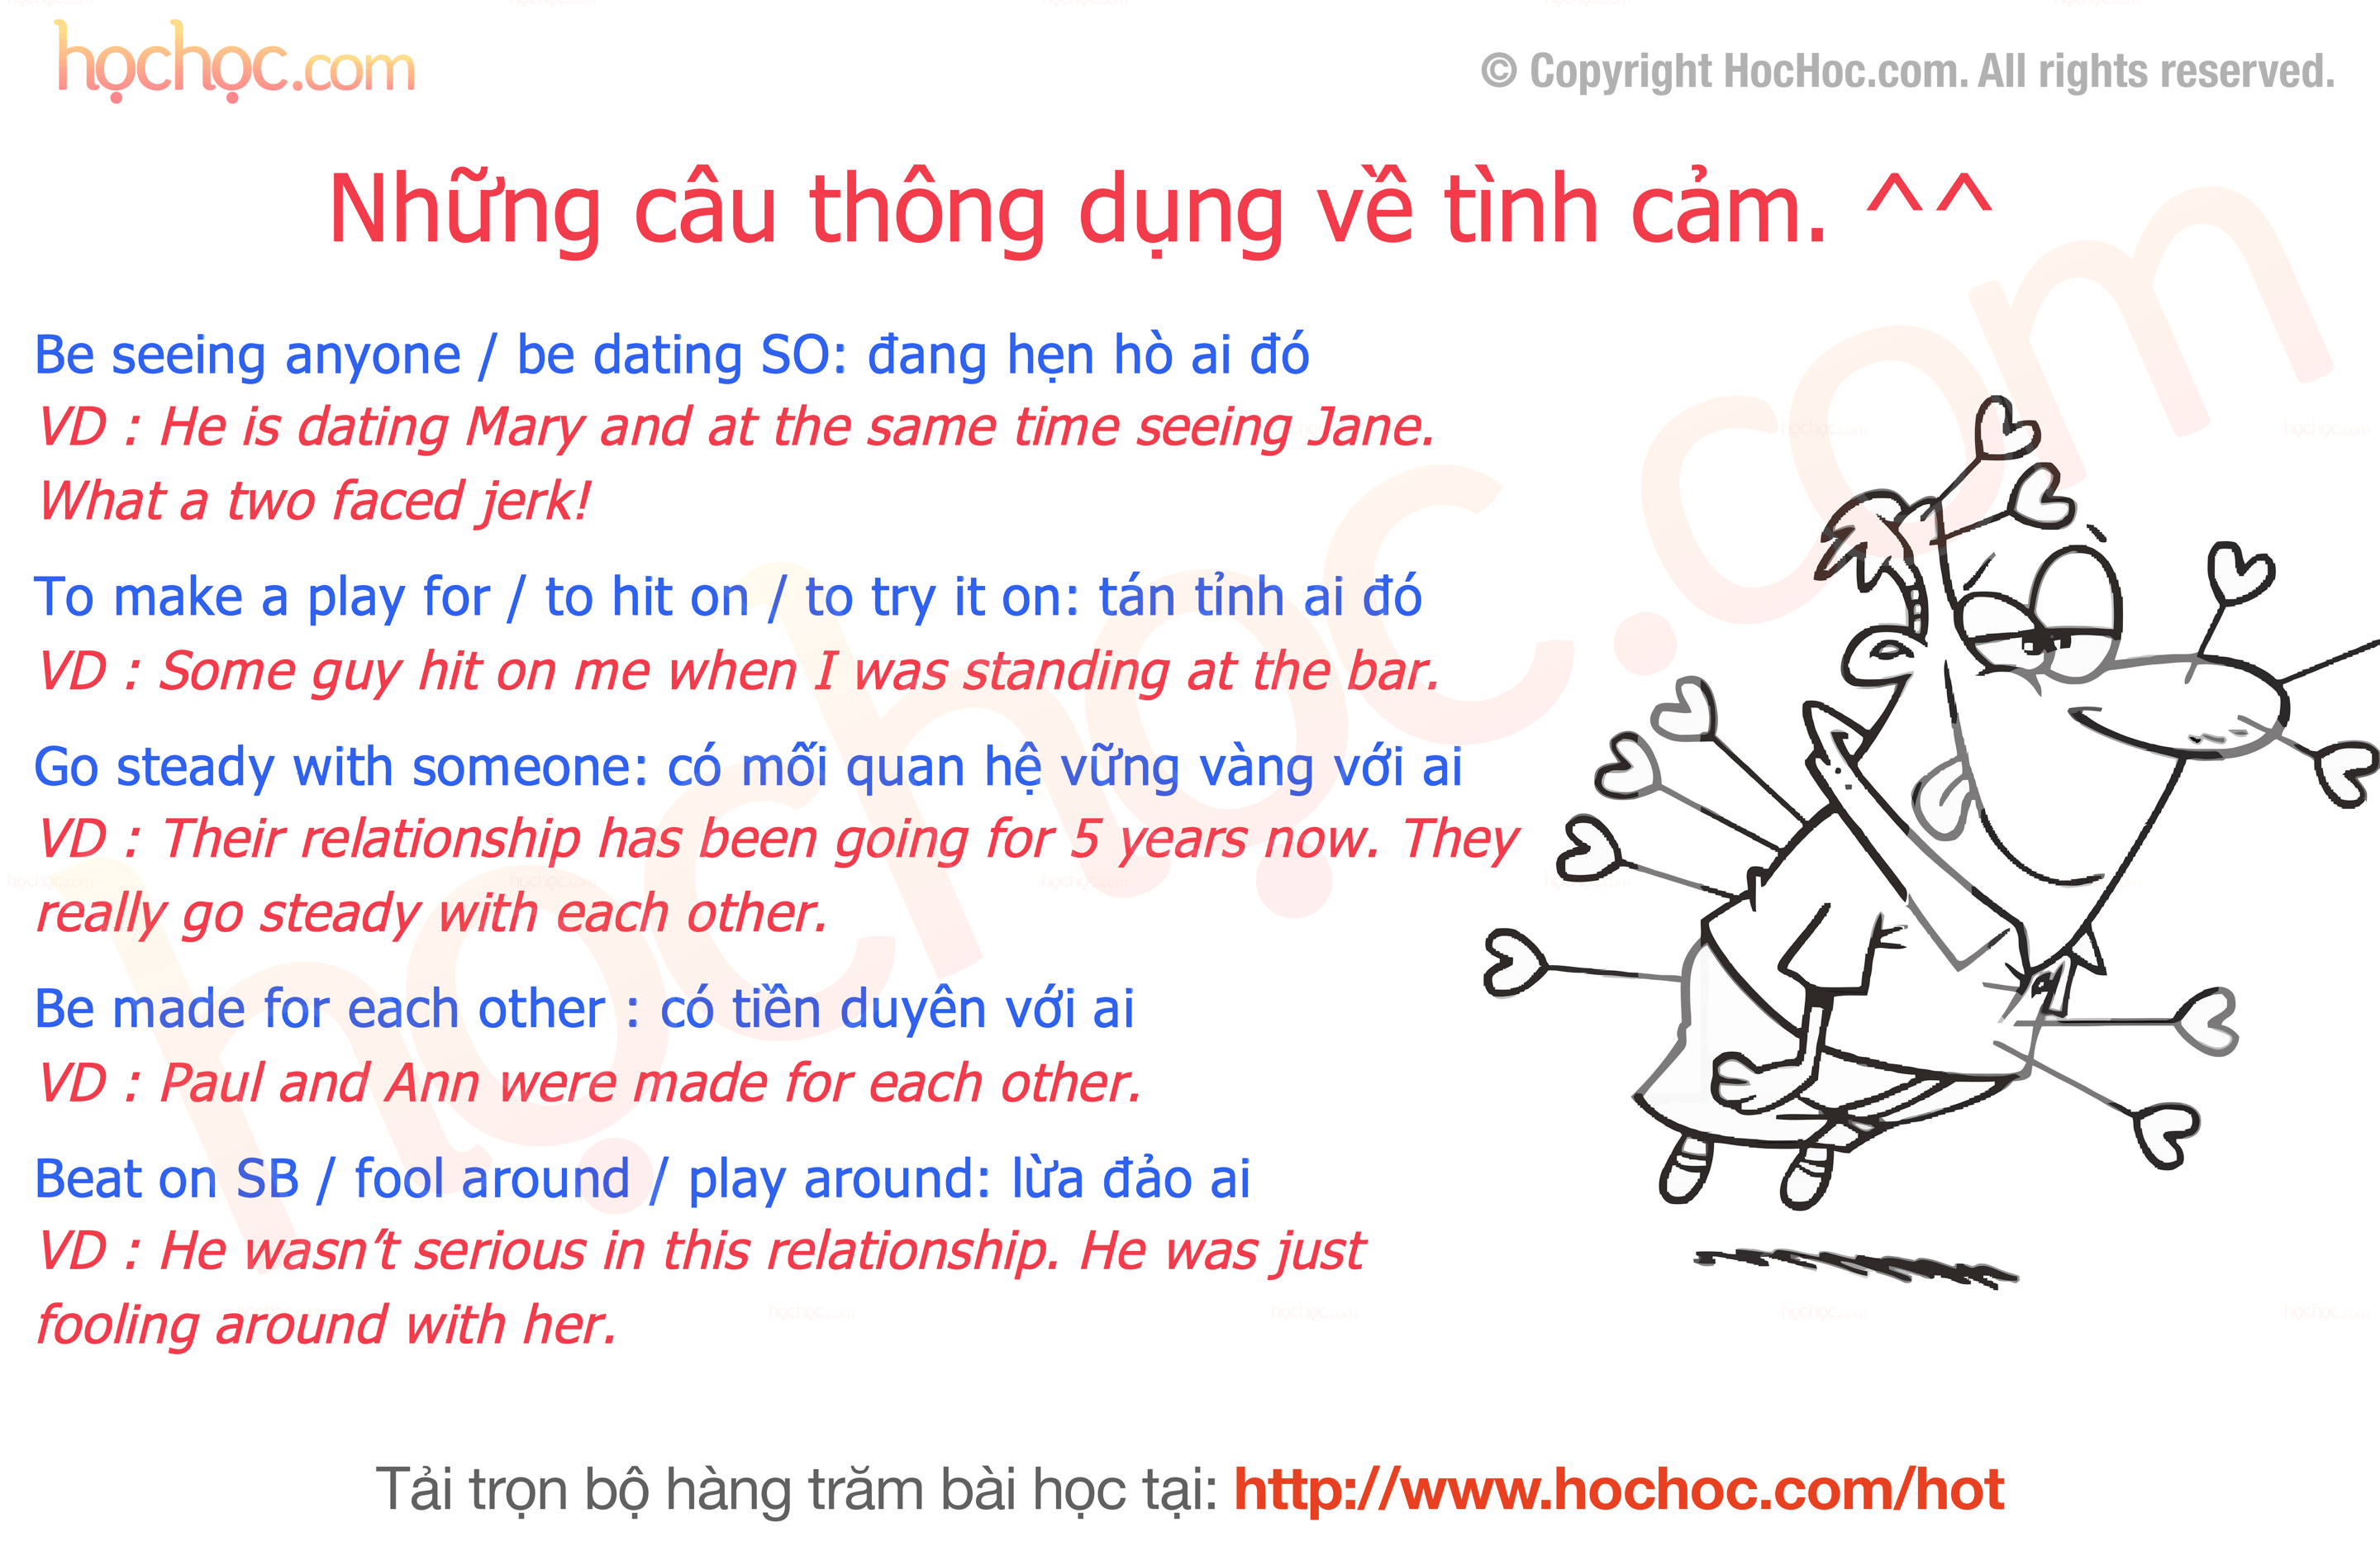 họchọc.com
© Copyright HocHoc.com. All rights reserved.
Những câu thông dụng về tình cảm. ^^
Be seeing anyone / be dating SO: đang hẹn hò ai đó
VD : He is dating Mary and at the same time seeing Jane.
What a two faced jerk!
To make a play for / to hit on / to try it on: tán tỉnh ai đó
VD : Some guy hit on me when I was standing at the bar.
Go steady with someone: có mối quan hệ vững vàng với ai
VD : Their relationship has been going for 5 years now. They
really go steady with each other.
Be made for each other : có tiền duyên với ai
VD : Paul and Ann were made for each other.
Beat on SB / fool around / play around: lừa đảo ai
VD : He wasn’t serious in this relationship. He was just
fooling around with her.
Tải trọn bộ hàng trăm bài học tại: http://www.hochoc.com/hot
họchọc.com